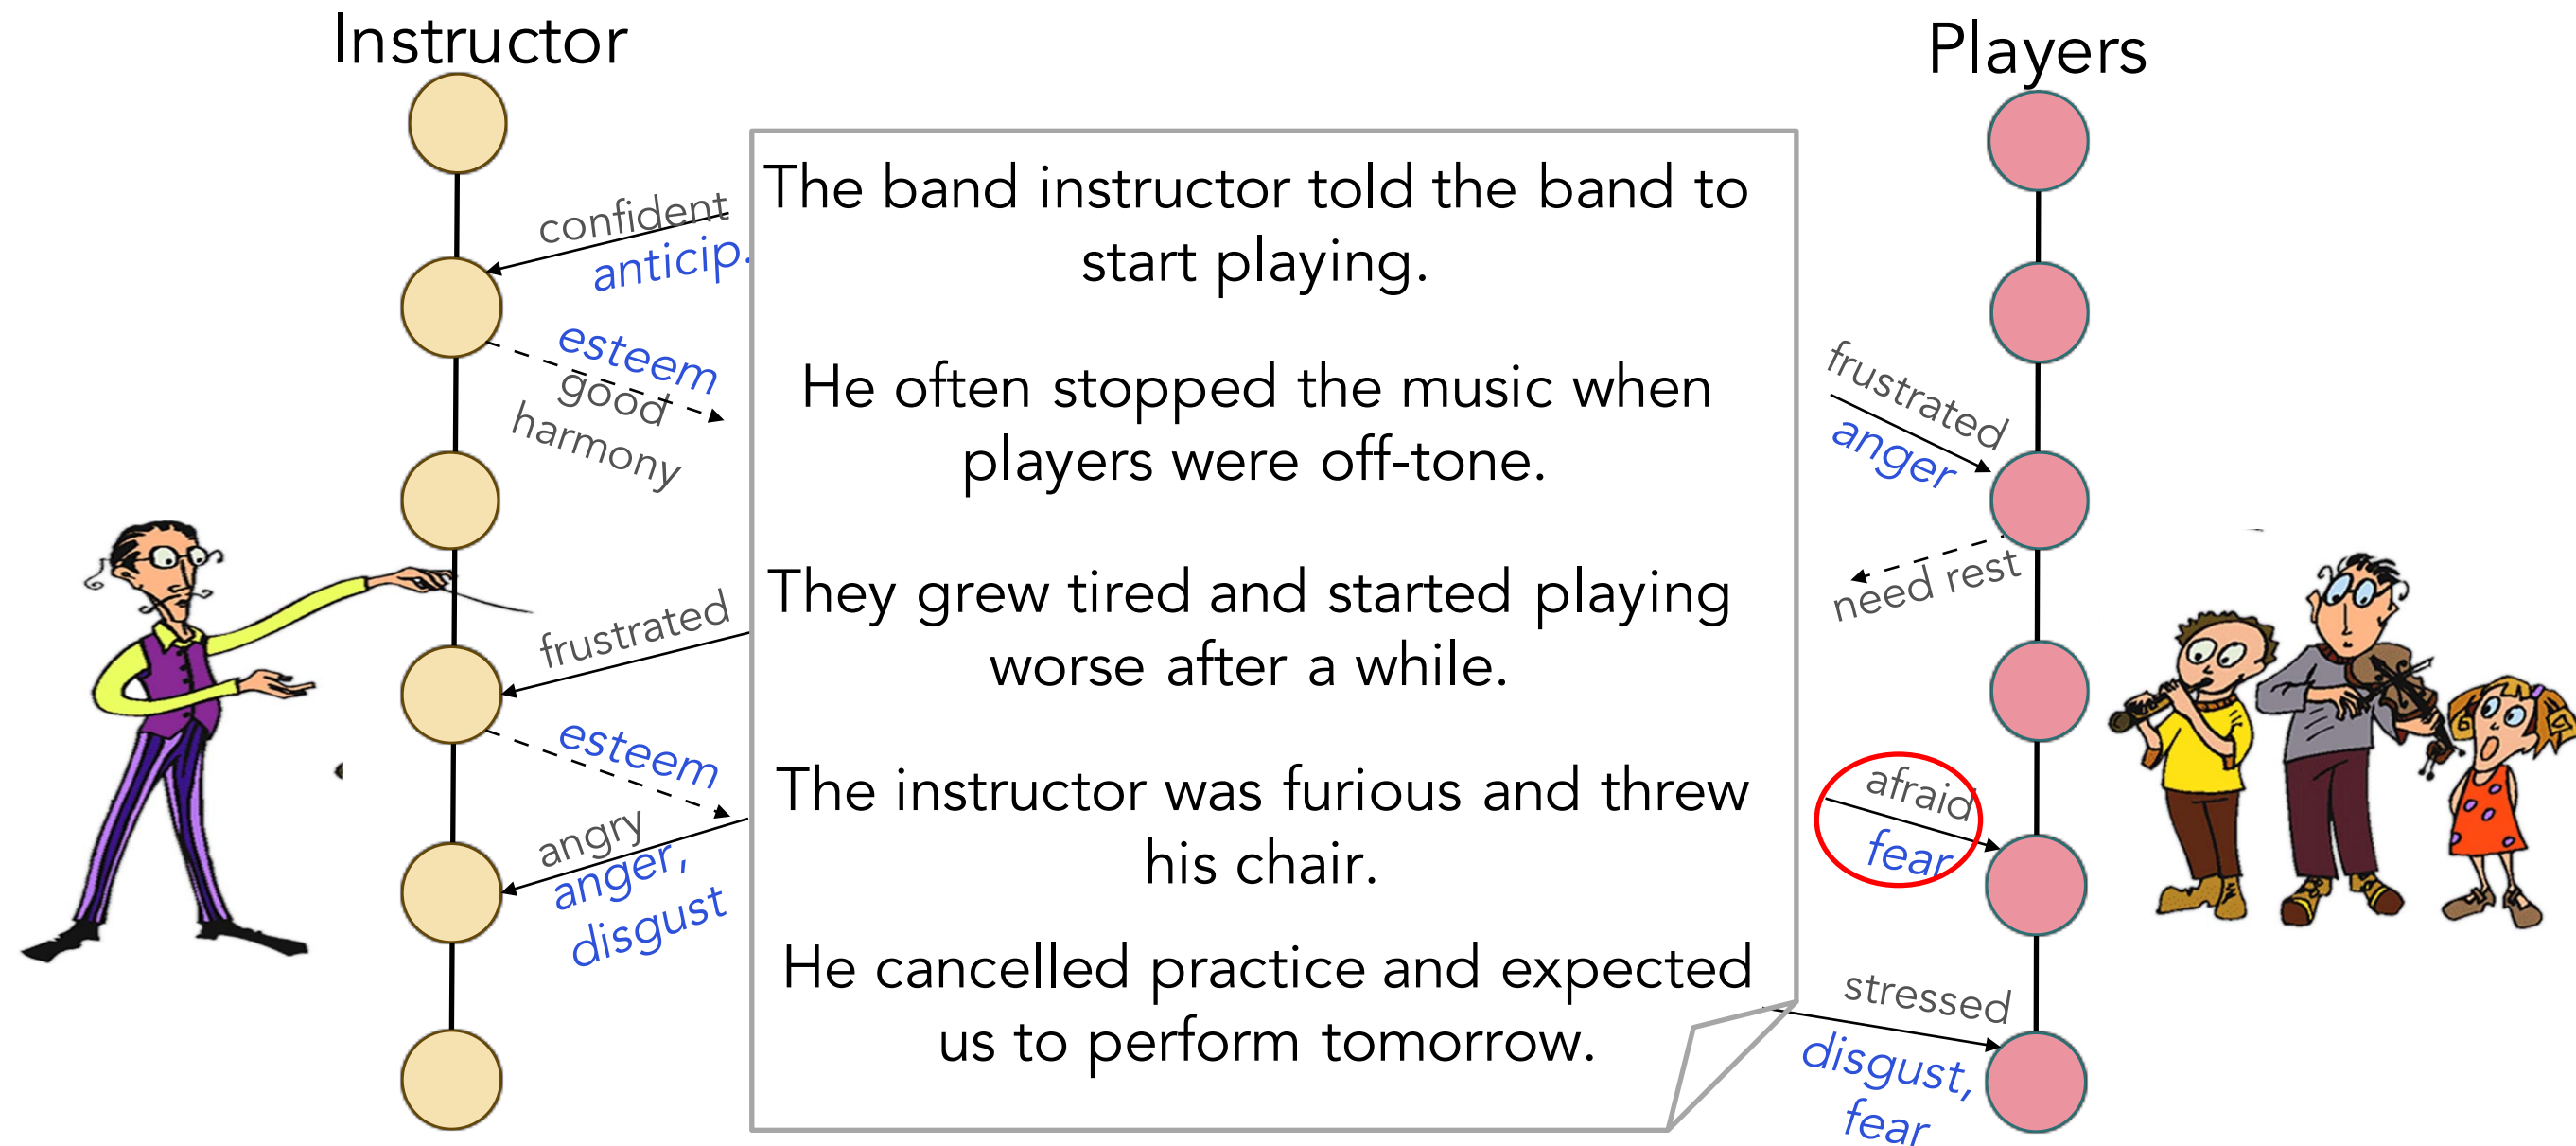 Instructor
Players
confident
anticip.
The band instructor told the band to
start playing.
esteem
good
harmony
He often stopped the music when
players were off-tone.
frustrated
anger
need rest
frustrated
They grew tired and started playing
worse after a while.
esteem
angry
anger,
disgust
The instructor was furious and threw
his chair.
afraid
fear
He cancelled practice and expected
us to perform tomorrow.
stressed
disgust,
fear